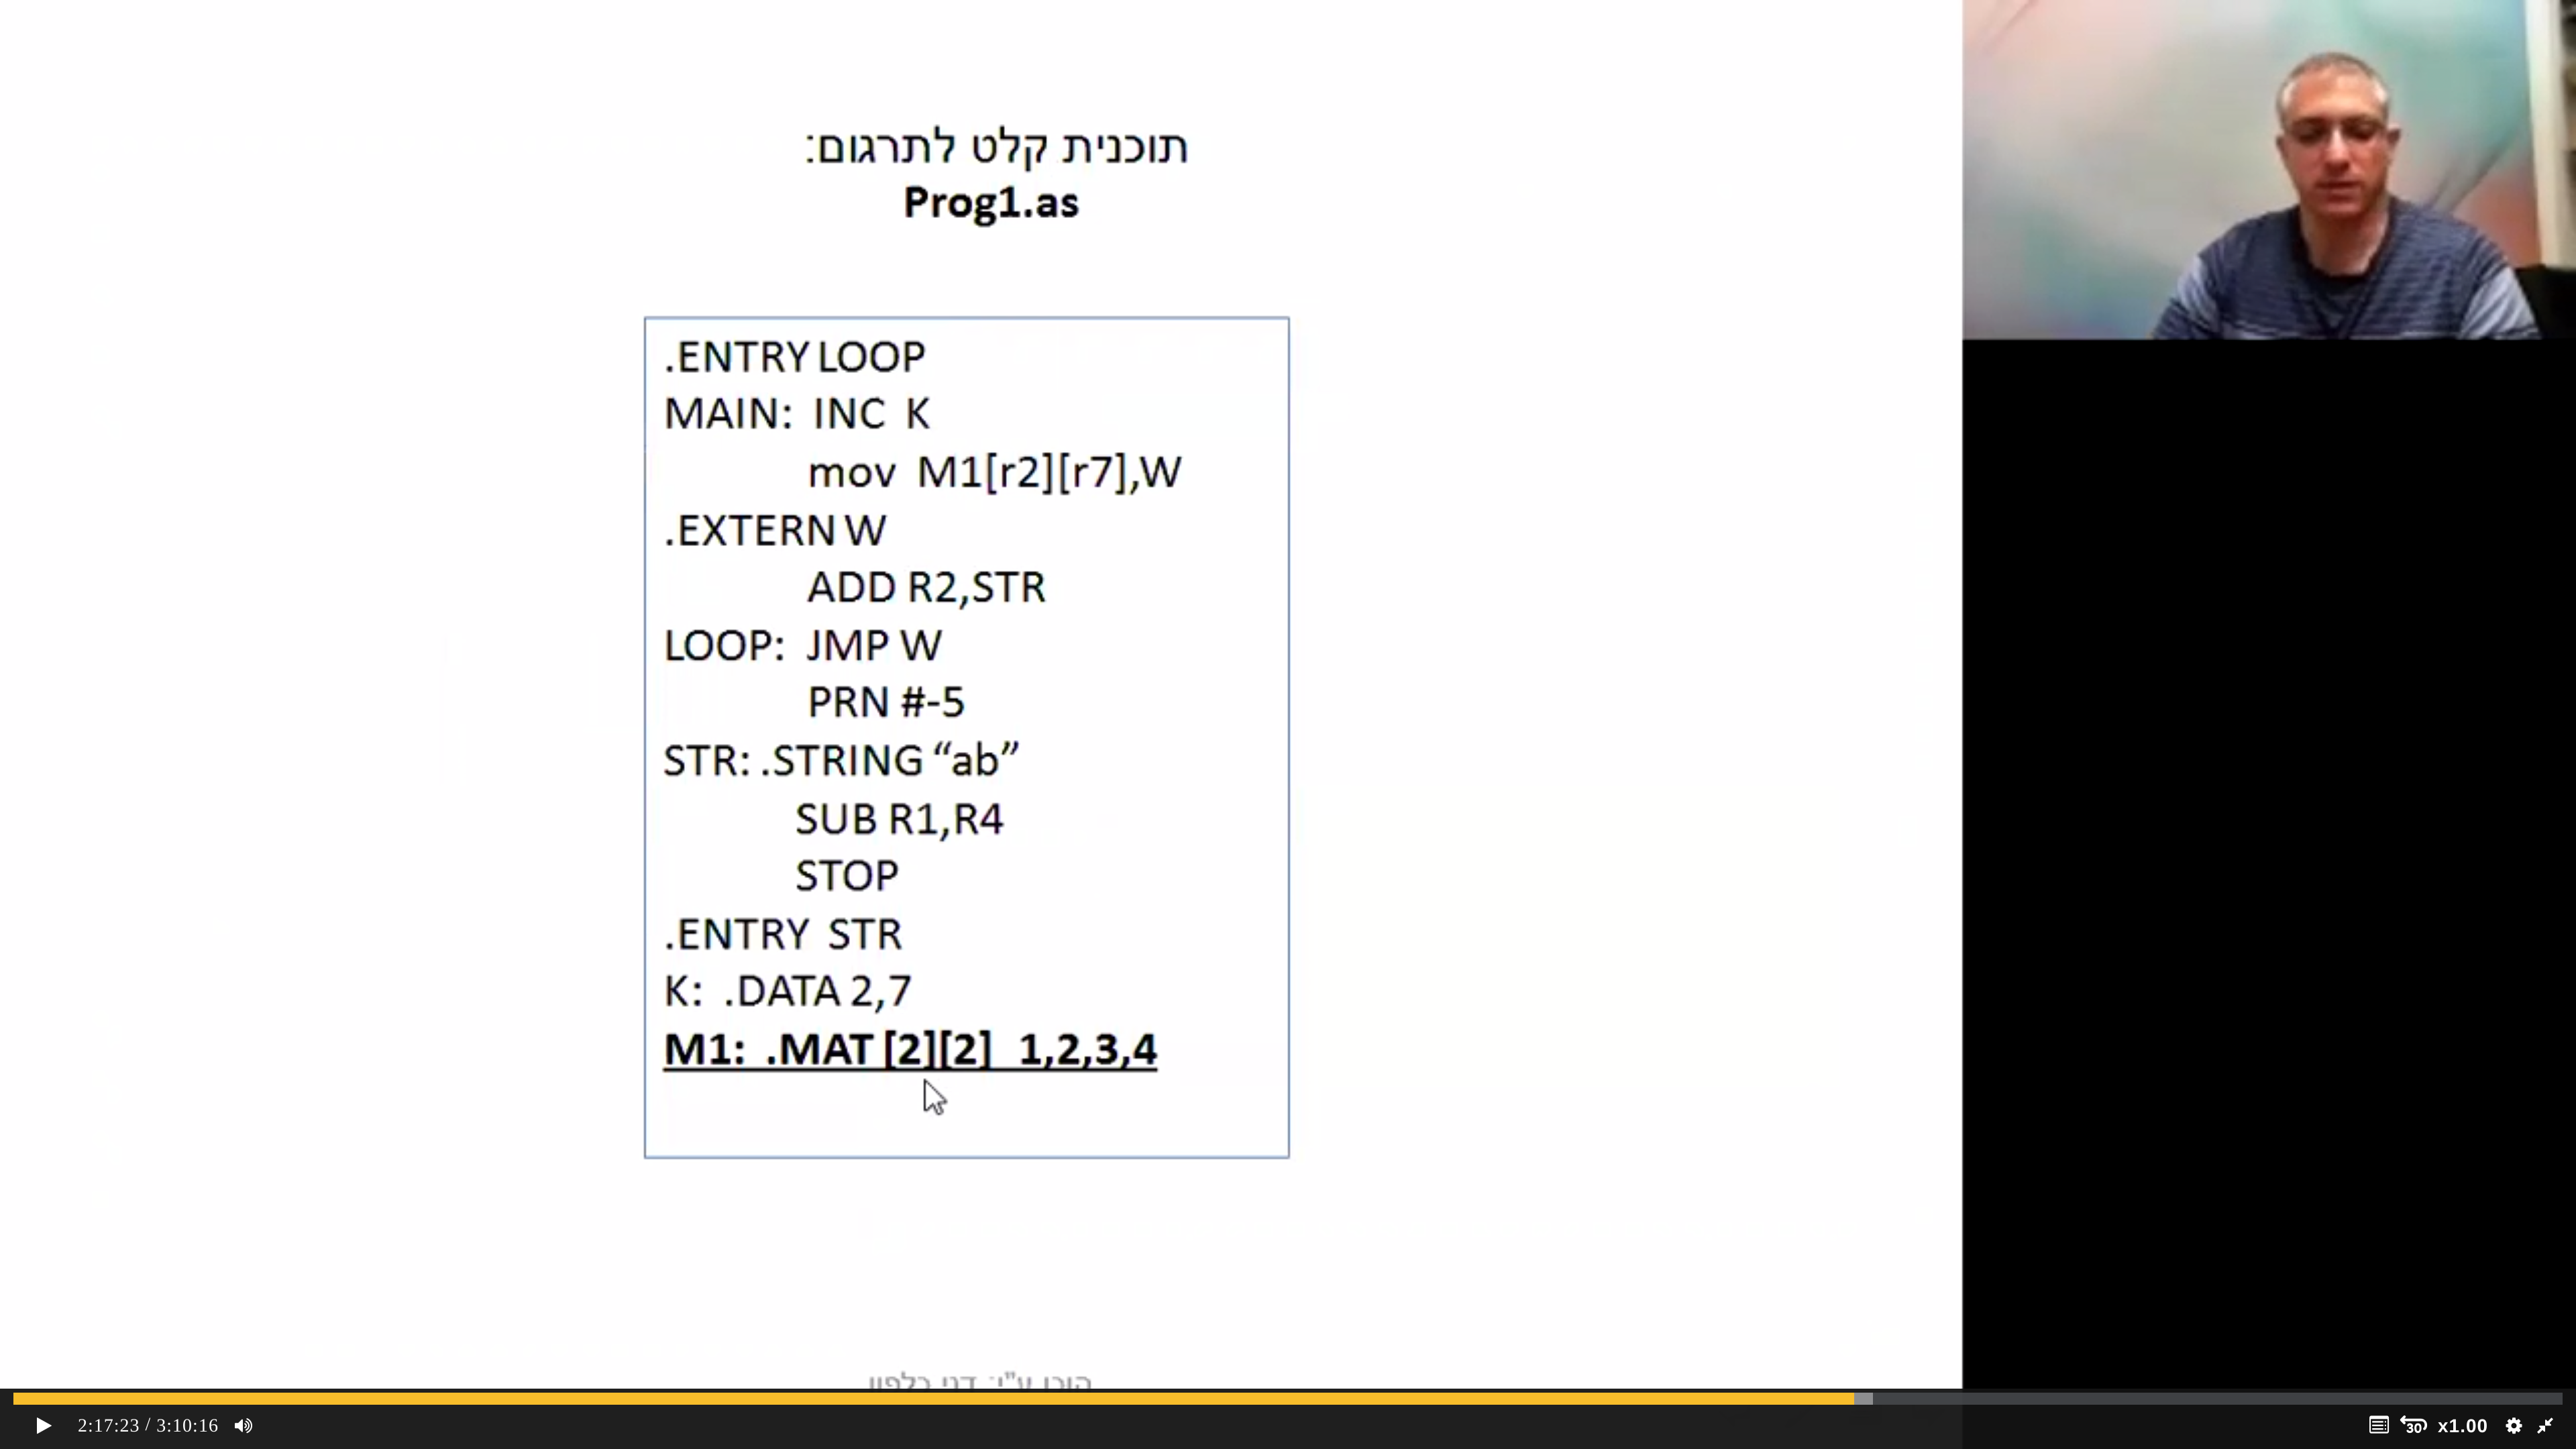 תוכנית קלט לתרגום:
Prog1.as
.ENTRY LOOP
MAIN: INC K
mov M1[r2][r7],W
.EXTERN W
ADD R2,STR
LOOP: JMP W
PRN #-5
STR: .STRING “ab”
SUB R1,R4
STOP
.ENTRY STR
K: .DATA 2,7
M1: .MAT [2][2] 1,2,3,4
2:17:23 / 3:10:16
30
x1.00